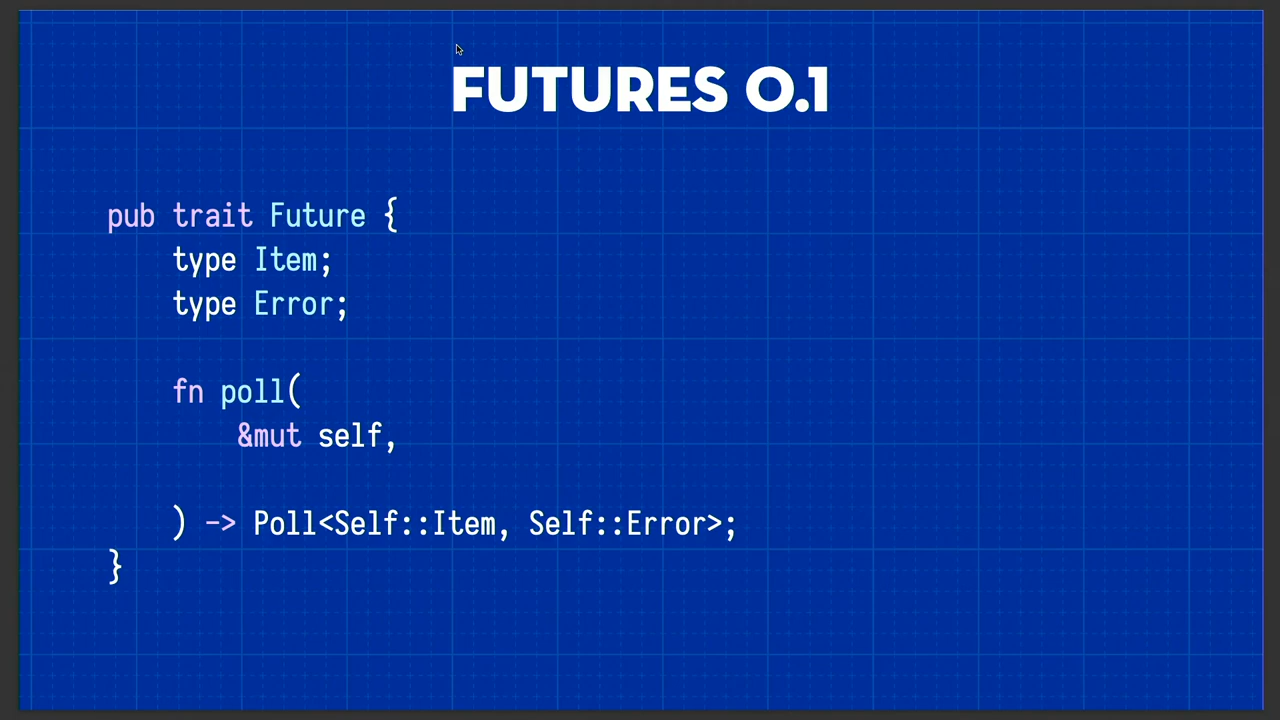 FUTURES 0.1
pub trait Future {
    type Item;
    type Error;
    fn poll(
        &mut self,
    ) -> Poll<Self::Item, Self::Error>;
}